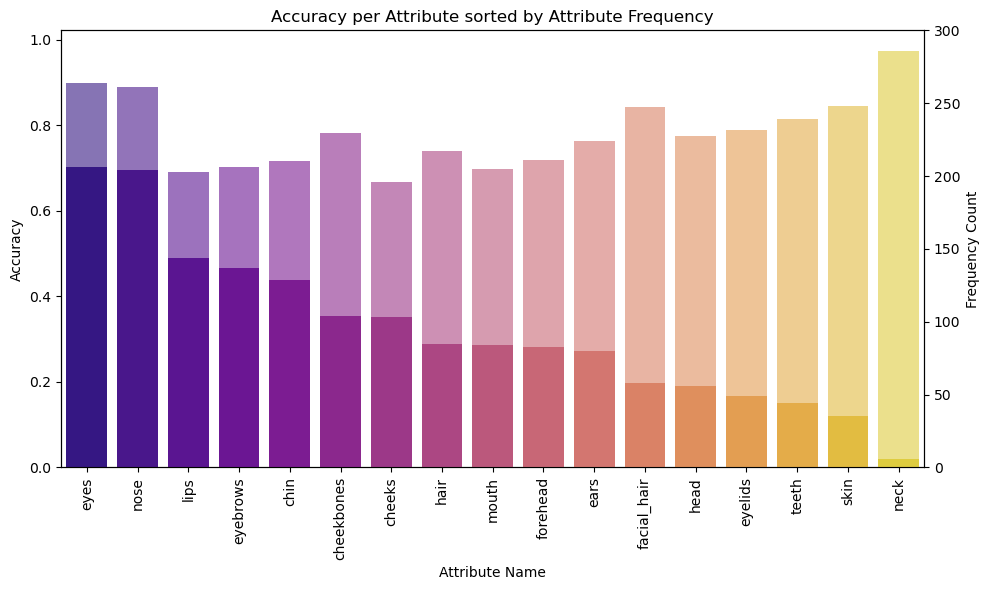 Accuracy per Attribute sorted by Attribute Frequency
Accuracy
1.0
0.8
0.6
0.4
0.2
0.0
300
250
200
150
100
50
0
Frequency Count
eyes
nose
lips
eyebrows
chin
cheekbones
cheeks
hair
mouth
forehead
ears
facial_hair
head
eyelids
teeth
skin
neck
Attribute Name